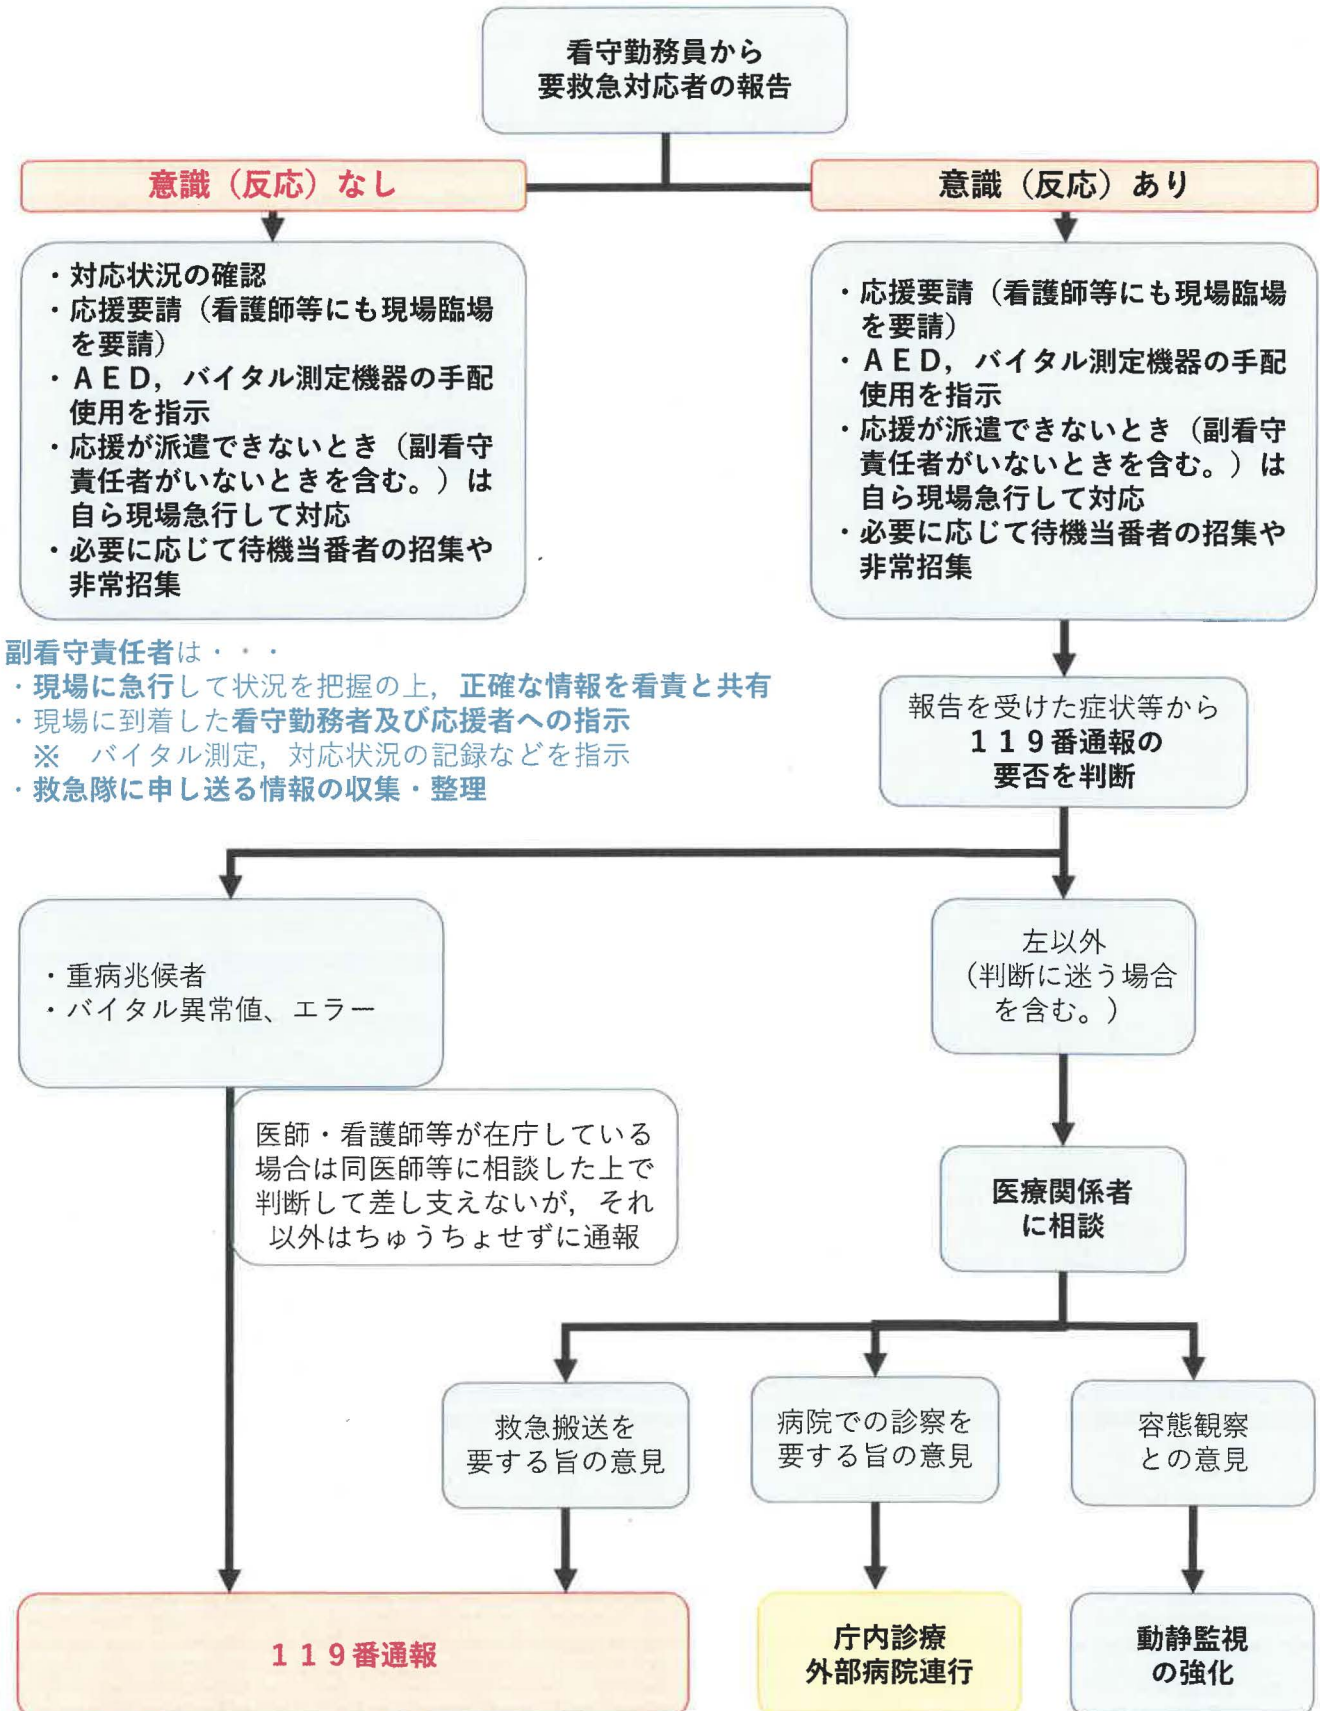 看守勤務員から
要救急対応者の報告
意識（反応）なし
意識（反応）あり
・対応状況の確認
・応援要請（看護師等にも現場臨場
を要請）
・ＡＥＤ，バイタル測定機器の手配
使用を指示
・応援が派遣できないとき（副看守
責任者がいないときを含む。）は
自ら現場急行して対応
・必要に応じて待機当番者の招集や
非常招集
・応援要請（看護師等にも現場臨場
を要請）
・ＡＥＤ，バイタル測定機器の手配
使用を指示
・応援が派遣できないとき（副看守
責任者がいないときを含む。）は
自ら現場急行して対応
・必要に応じて待機当番者の招集や
非常招集
副看守責任者は・・・
・現場に急行して状況を把握の上，正確な情報を看責と共有
・現場に到着した看守勤務者及び応援者への指示
※　バイタル測定，対応状況の記録などを指示
・救急隊に申し送る情報の収集・整理
報告を受けた症状等から
１１９番通報の
要否を判断
・重病兆候者
・バイタル異常値、エラー
左以外
（判断に迷う場合
を含む。）
医師・看護師等が在庁している
場合は同医師等に相談した上で
判断して差し支えないが，それ
以外はちゅうちょせずに通報
医療関係者
に相談
救急搬送を
要する旨の意見
病院での診察を
要する旨の意見
容態観察
との意見
１１９番通報
庁内診療
外部病院連行
動静監視
の強化